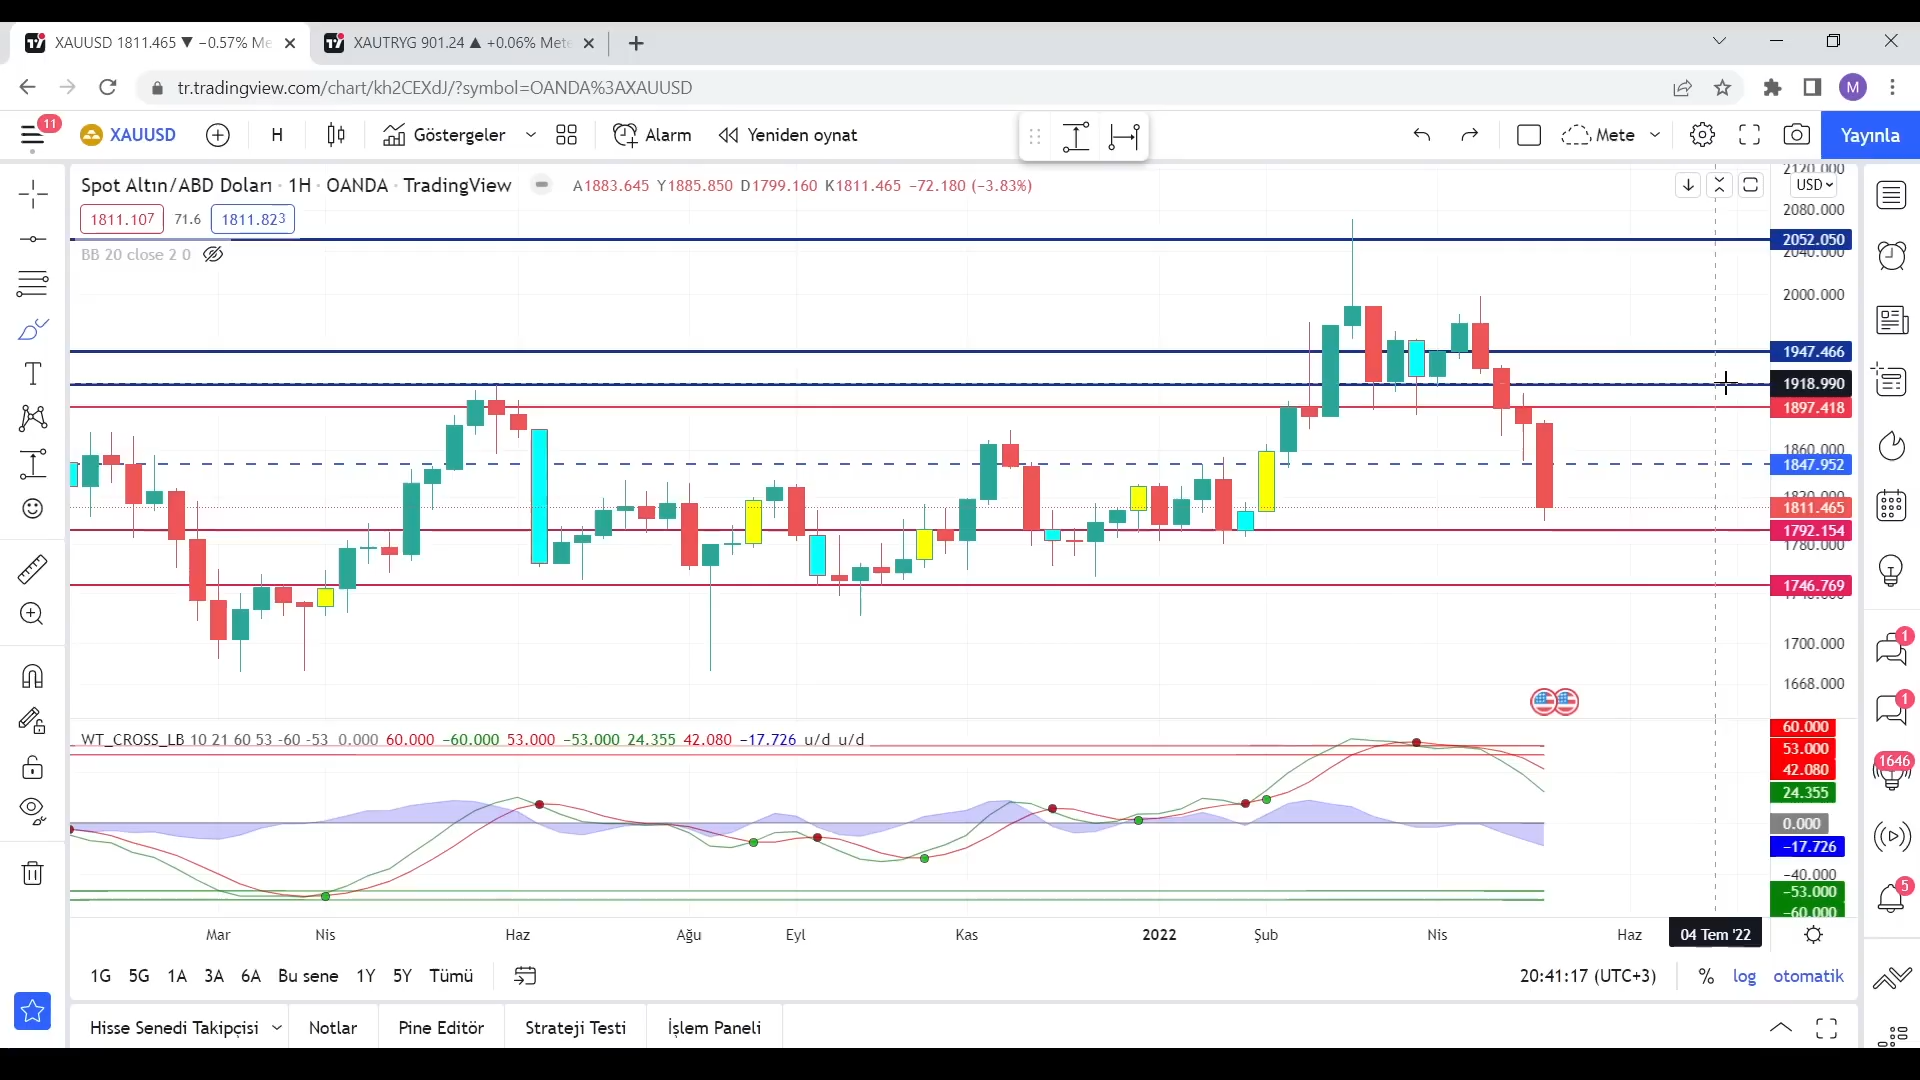 XAUUSD 1811.465 ▼ −0.57% Me
XAUTRYG 901.24 ▲ +0.06% Mete
tr.tradingview.com/chart/kh2CEXdJ/?symbol=OANDA%3AXAUUSD
M
11
XAUUSD
H
Göstergeler
Alarm
Yeniden oynat
Mete
Yayınla
Spot Altın/ABD Doları · 1H · OANDA · TradingView
A1883.645 Y1885.850 D1799.160 K1811.465 −72.180 (−3.83%)
USD
1811.107
71.6
1811.823
BB 20 close 2 0
2120.000
2080.000
2052.050
2040.000
2000.000
1947.466
1918.990
1897.418
1860.000
1847.952
1820.000
1811.465
1792.154
1780.000
1746.769
1700.000
1668.000
WT_CROSS_LB 10 21 60 53 -60 -53 0.000 60.000 −60.000 53.000 −53.000 24.355 42.080 −17.726 u/d u/d
60.000
53.000
42.080
24.355
0.000
−17.726
−40.000
−53.000
−60.000
1
1
1646
5
Mar
Nis
Haz
Ağu
Eyl
Kas
2022
Şub
Nis
Haz
04 Tem '22
1G 5G 1A 3A 6A Bu sene 1Y 5Y Tümü
20:41:17 (UTC+3)
% log otomatik
Hisse Senedi Takipçisi
Notlar
Pine Editör
Strateji Testi
İşlem Paneli